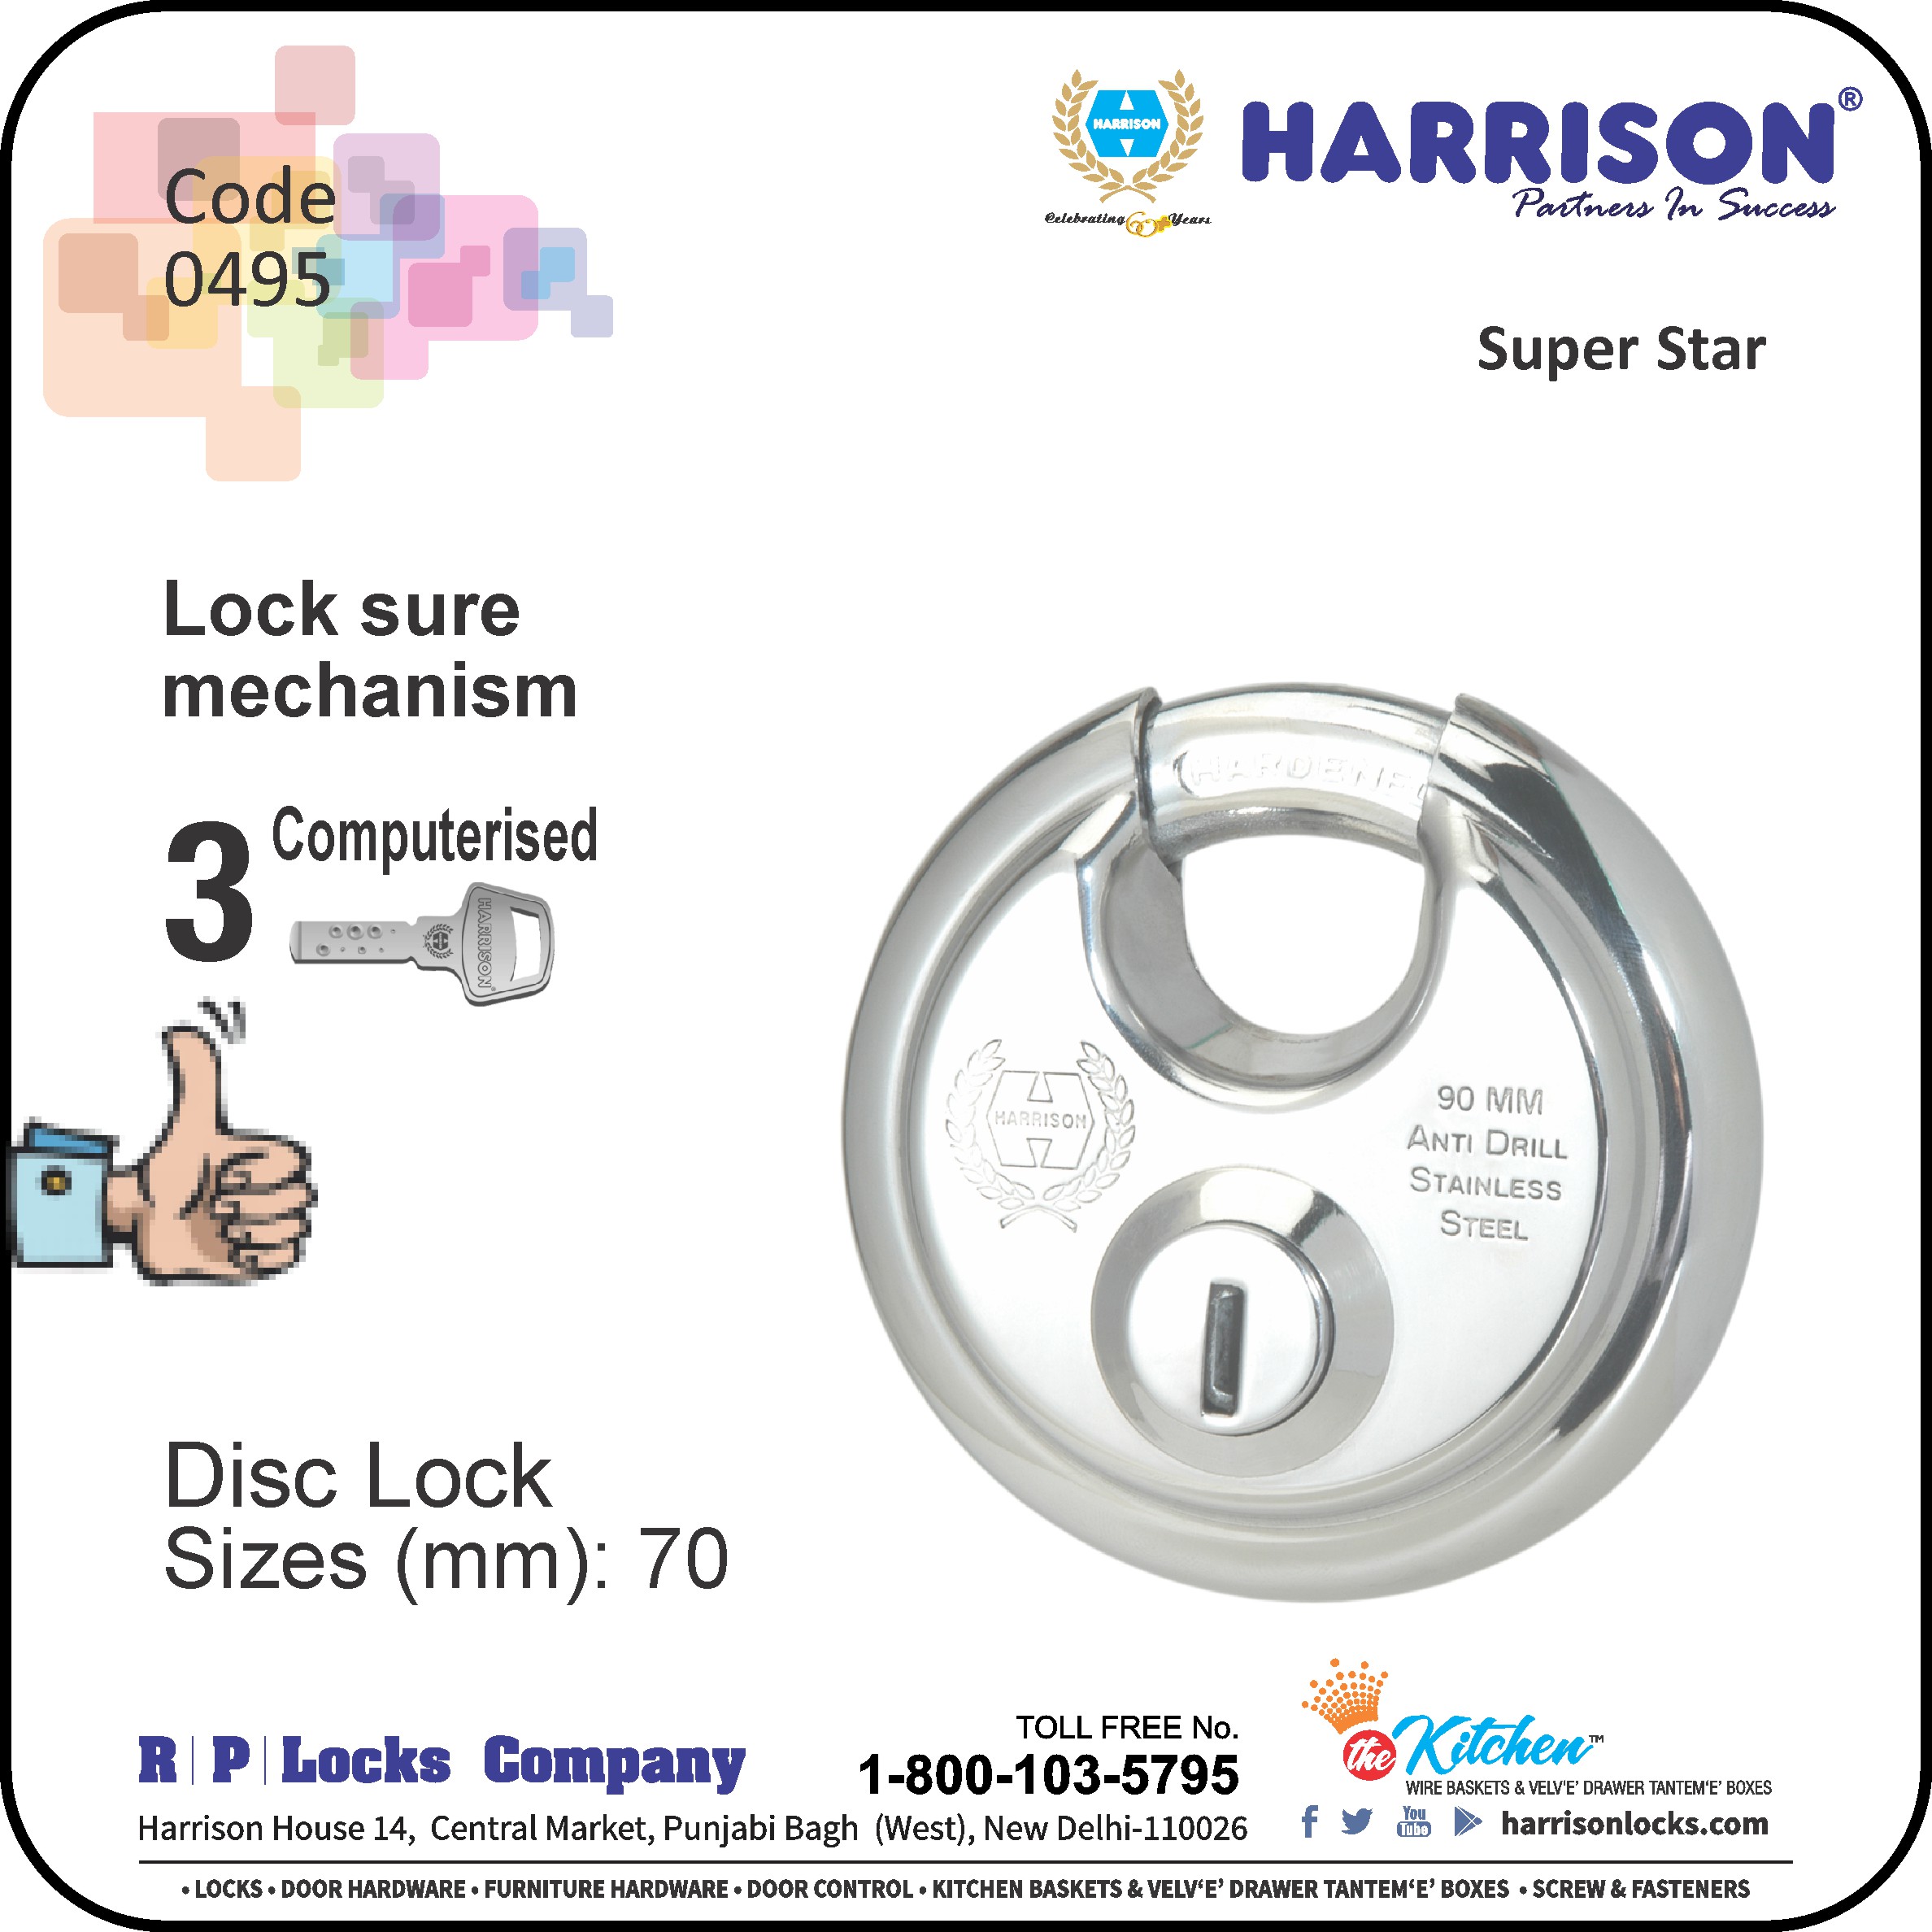 Code
0495
HARRISON
Celebrating 60+ Years
HARRISON®
Partners In Success
Super Star
Lock sure
mechanism
3 Computerised
HARRISON
HARDENE
HARRISON
90 MM
ANTI DRILL
STAINLESS
STEEL
Disc Lock
Sizes (mm): 70
R|P|Locks Company
TOLL FREE No.
1-800-103-5795
the Kitchen™
WIRE BASKETS & VELV'E' DRAWER TANTEM'E' BOXES
Harrison House 14, Central Market, Punjabi Bagh (West), New Delhi-110026
f You Tube harrisonlocks.com
• LOCKS • DOOR HARDWARE • FURNITURE HARDWARE • DOOR CONTROL • KITCHEN BASKETS & VELV‘E’ DRAWER TANTEM‘E’ BOXES • SCREW & FASTENERS